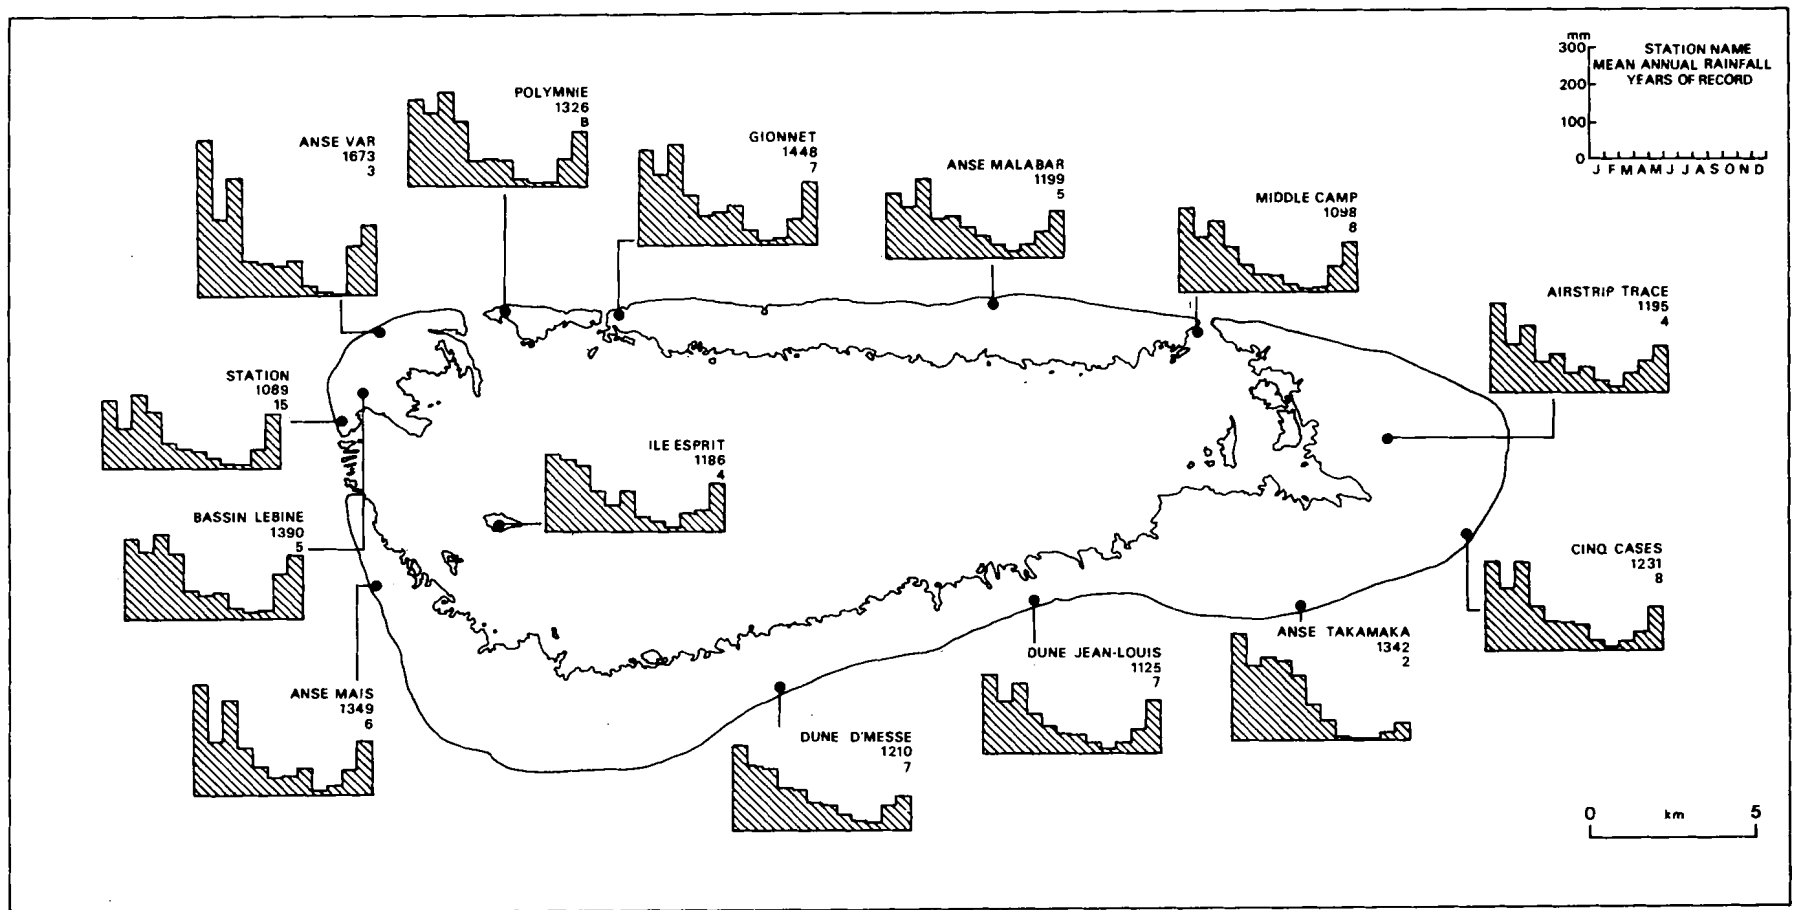 mm
300
200
100
0
STATION NAME
MEAN ANNUAL RAINFALL
YEARS OF RECORD
J F M A M J J A S O N D
POLYMNIE
1326
8
ANSE VAR
1673
3
GIONNET
1448
7
ANSE MALABAR
1199
5
MIDDLE CAMP
1098
8
AIRSTRIP TRACE
1195
4
STATION
1089
15
ILE ESPRIT
1186
4
BASSIN LEBINE
1390
5
CINQ CASES
1231
8
ANSE TAKAMAKA
1342
2
DUNE JEAN-LOUIS
1125
7
ANSE MAIS
1349
6
DUNE D'MESSE
1210
7
0 km 5